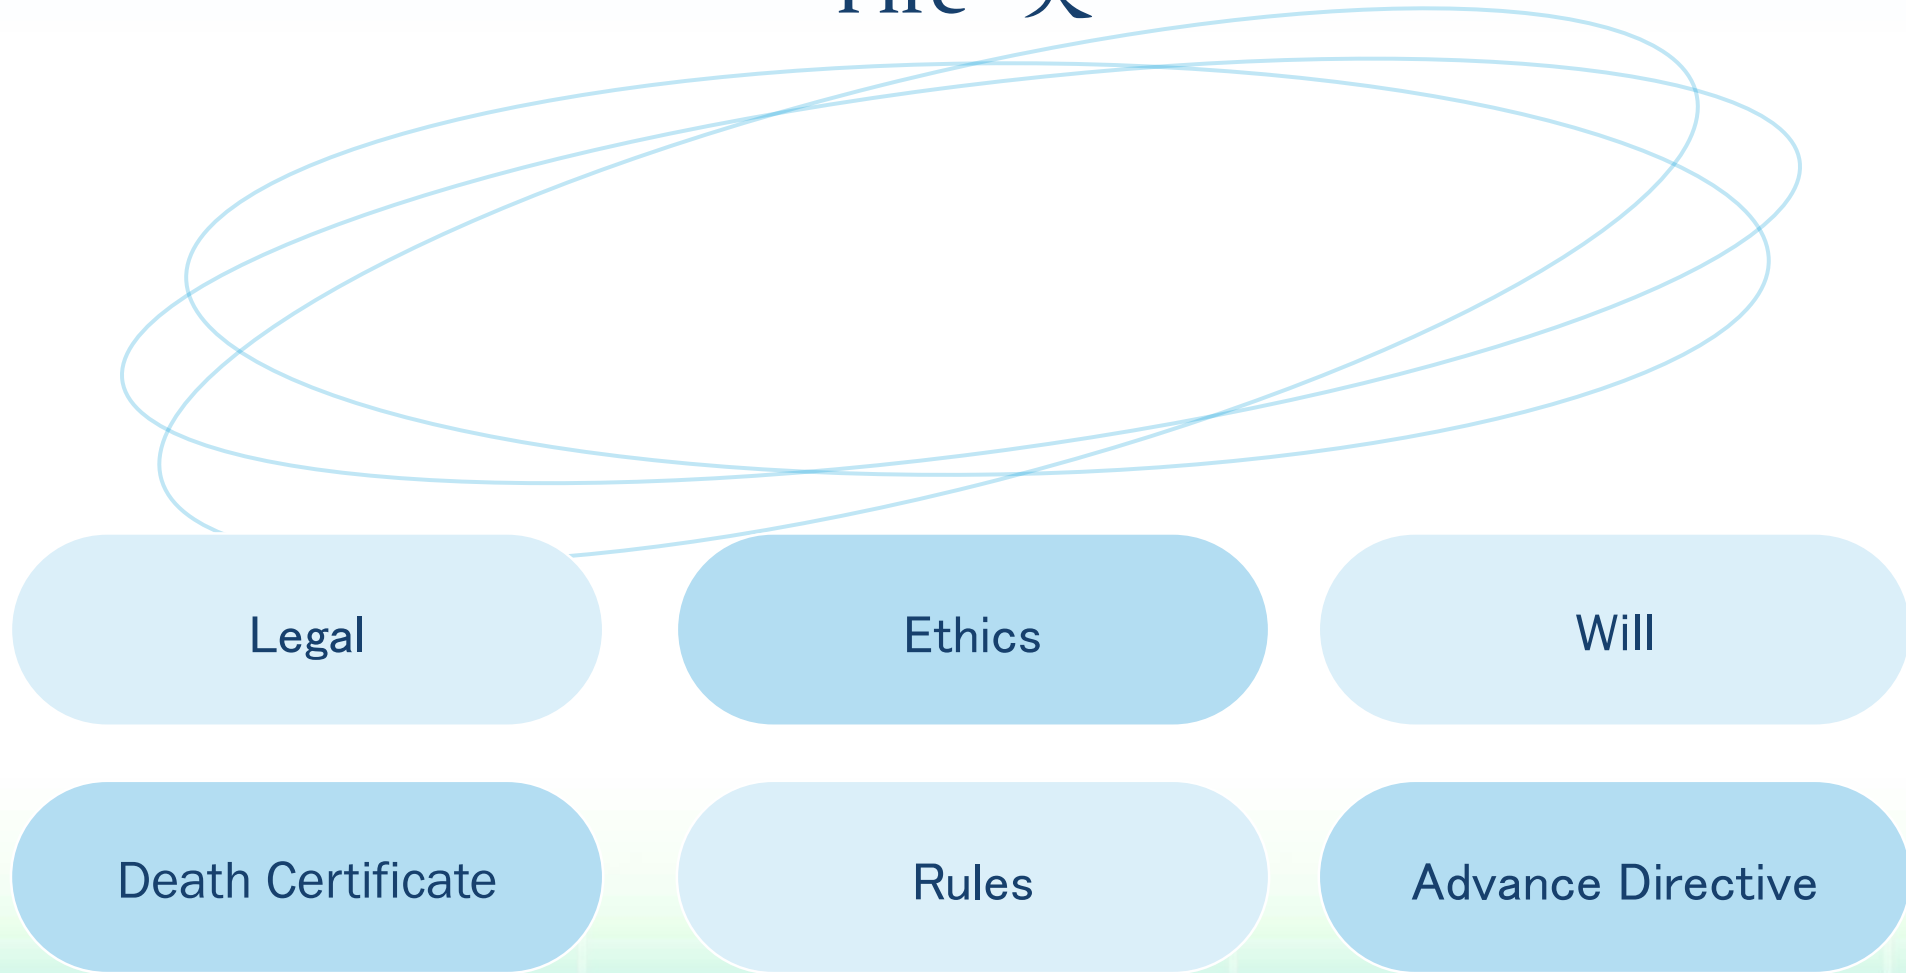 Legal
Ethics
Will
Death Certificate
Rules
Advance Directive